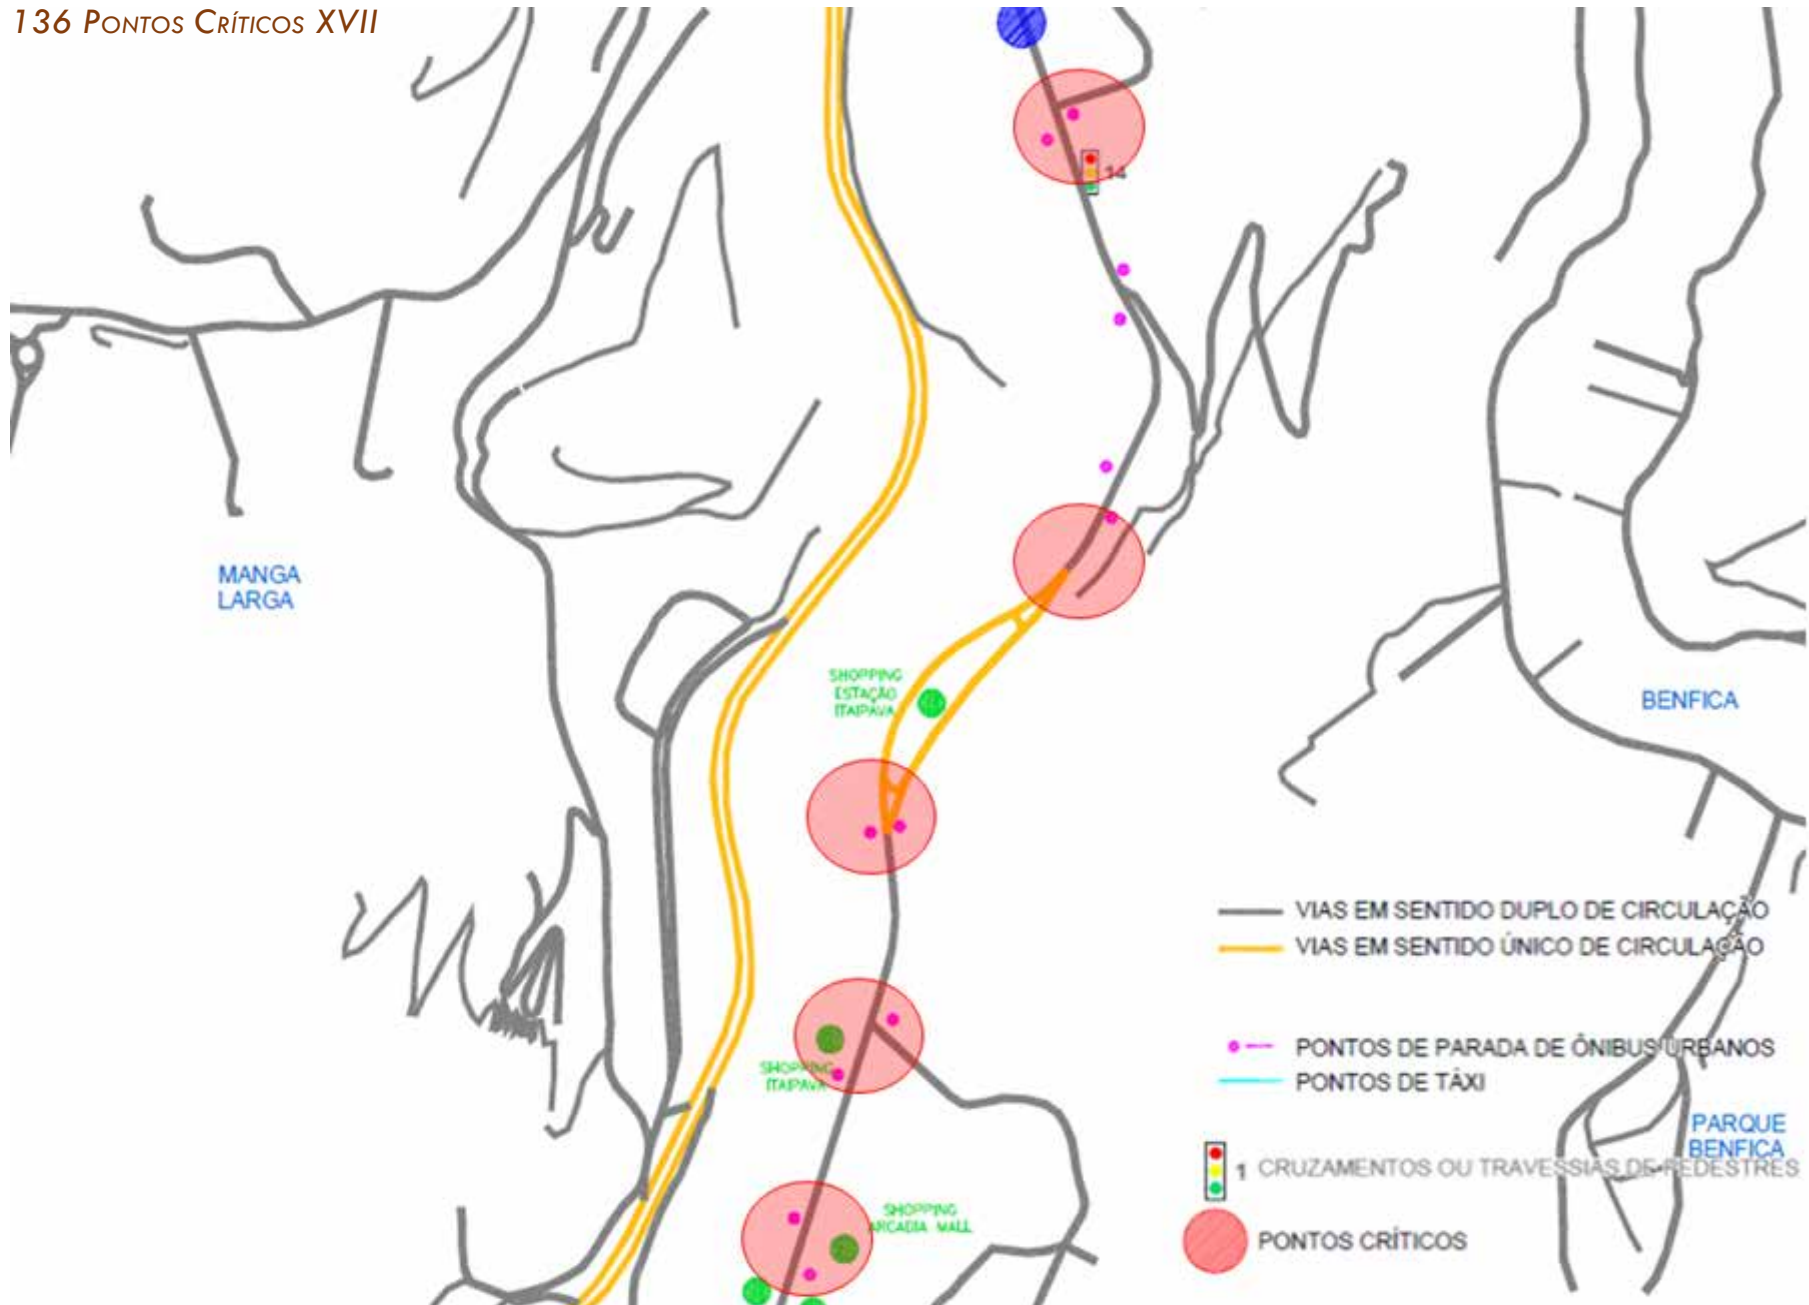 136 Pontos Críticos XVII
14
MANGA
LARGA
SHOPPING
ESTAÇÃO
ITAIPAVA
BENFICA
VIAS EM SENTIDO DUPLO DE CIRCULAÇÃO
VIAS EM SENTIDO ÚNICO DE CIRCULAÇÃO
PONTOS DE PARADA DE ÔNIBUS URBANOS
PONTOS DE TÁXI
SHOPPING
ITAIPAVA
PARQUE
BENFICA
1 CRUZAMENTOS OU TRAVESSIAS DE PEDESTRES
SHOPPING
ARCADIA MALL
PONTOS CRÍTICOS